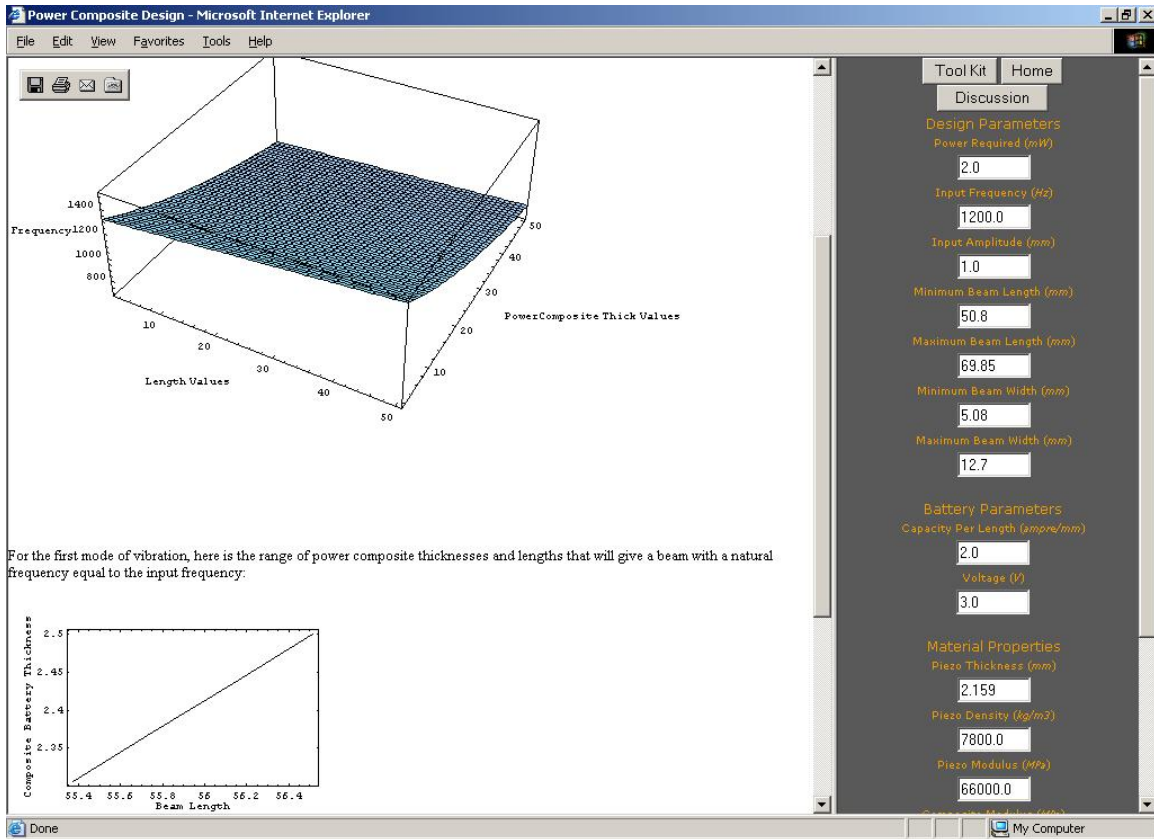 Power Composite Design - Microsoft Internet Explorer
File Edit View Favorites Tools Help
1400
Frequency1200
1000
800
10
20
30
40
50
Length Values
50
40
30
20
10
PowerComposite Thick Values
For the first mode of vibration, here is the range of power composite thicknesses and lengths that will give a beam with a natural
frequency equal to the input frequency:
Composite Battery Thickness
2.5
2.45
2.4
2.35
55.4 55.6 55.8 56 56.2 56.4
Beam Length
Tool Kit Home
Discussion
Design Parameters
Power Required (mW)
2.0
Input Frequency (Hz)
1200.0
Input Amplitude (mm)
1.0
Minimum Beam Length (mm)
50.8
Maximum Beam Length (mm)
69.85
Minimum Beam Width (mm)
5.08
Maximum Beam Width (mm)
12.7
Battery Parameters
Capacity Per Length (ampre/mm)
2.0
Voltage (V)
3.0
Material Properties
Piezo Thickness (mm)
2.159
Piezo Density (kg/m3)
7800.0
Piezo Modulus (MPa)
66000.0
Done
My Computer